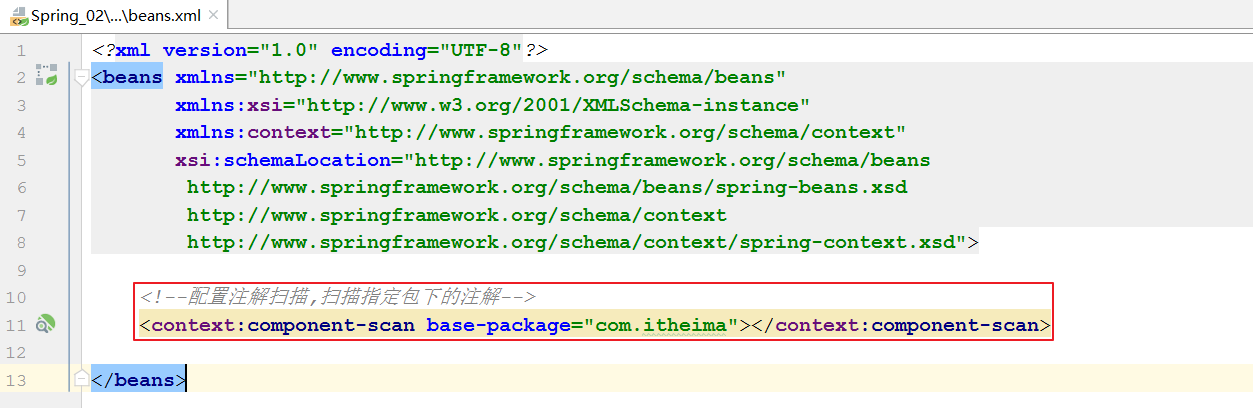 Spring_02\...\beans.xml
1 <?xml version="1.0" encoding="UTF-8"?>
2 <beans xmlns="http://www.springframework.org/schema/beans"
3 xmlns:xsi="http://www.w3.org/2001/XMLSchema-instance"
4 xmlns:context="http://www.springframework.org/schema/context"
5 xsi:schemaLocation="http://www.springframework.org/schema/beans
6 http://www.springframework.org/schema/beans/spring-beans.xsd
7 http://www.springframework.org/schema/context
8 http://www.springframework.org/schema/context/spring-context.xsd">
9
10 <!--配置注解扫描,扫描指定包下的注解-->
11 <context:component-scan base-package="com.itheima"></context:component-scan>
12
13 </beans>